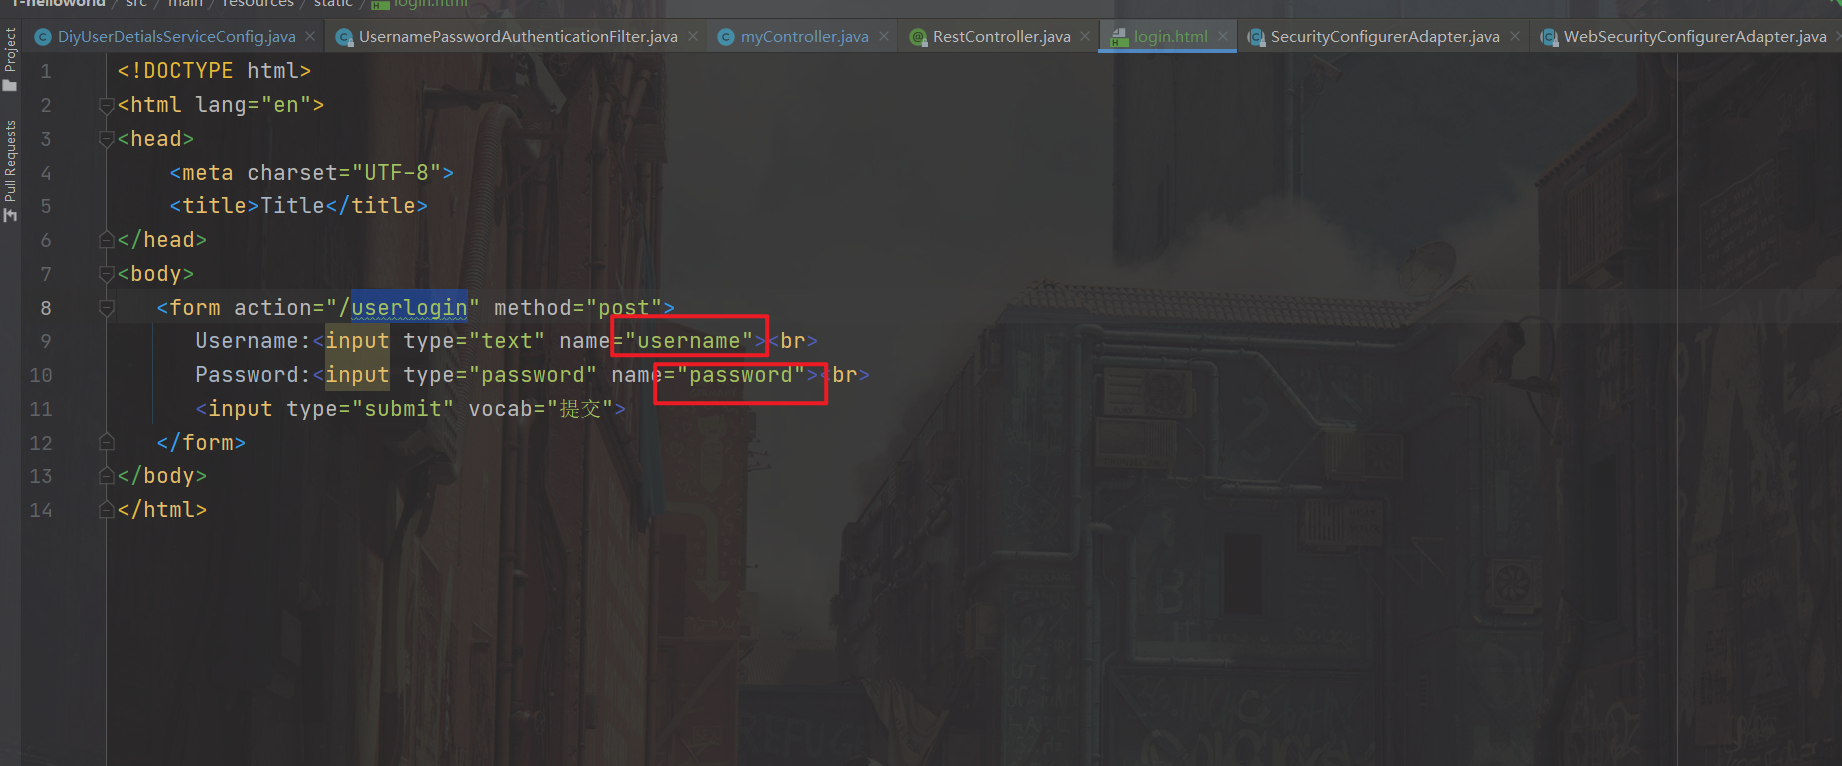 1-helloworld / src / main / resources / static / login.html
DiyUserDetialsServiceConfig.java UsernamePasswordAuthenticationFilter.java myController.java RestController.java login.html SecurityConfigurerAdapter.java WebSecurityConfigurerAdapter.java
Project
Pull Requests
1 <!DOCTYPE html>
2 <html lang="en">
3 <head>
4 <meta charset="UTF-8">
5 <title>Title</title>
6 </head>
7 <body>
8 <form action="/userlogin" method="post">
9 Username:<input type="text" name="username"><br>
10 Password:<input type="password" name="password"><br>
11 <input type="submit" vocab="提交">
12 </form>
13 </body>
14 </html>